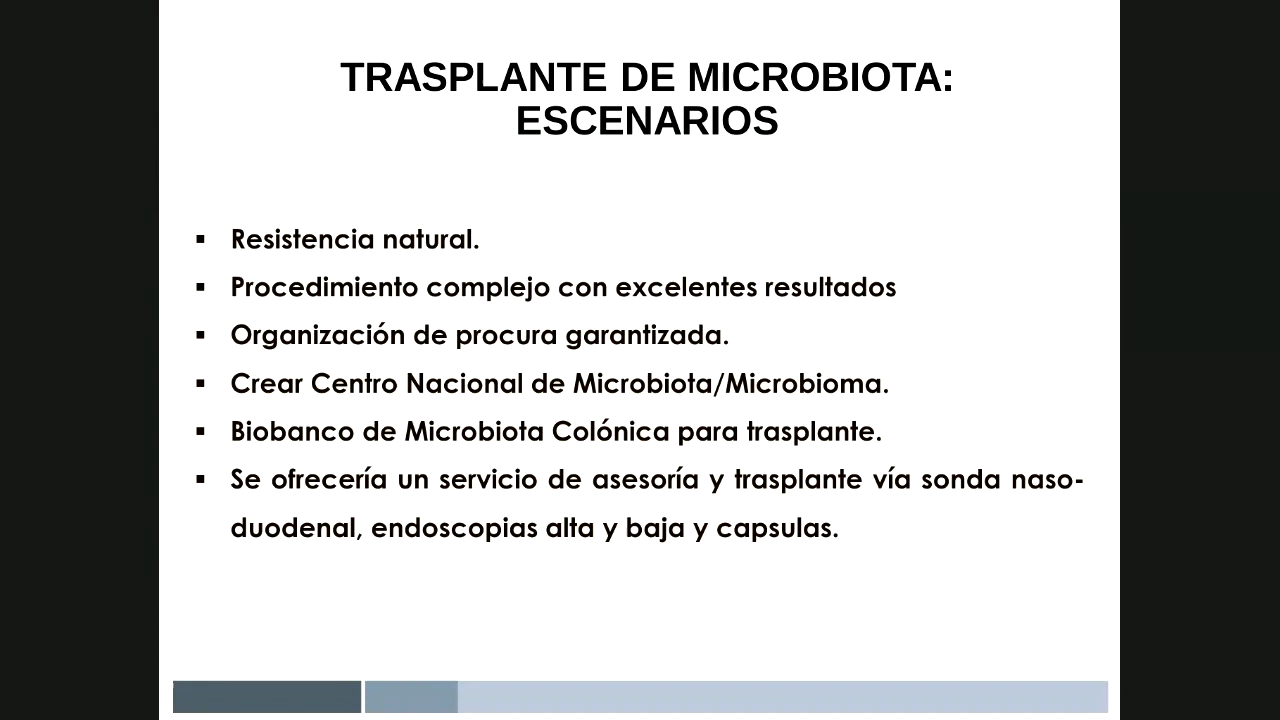 TRASPLANTE DE MICROBIOTA:
ESCENARIOS
▪ Resistencia natural.
▪ Procedimiento complejo con excelentes resultados
▪ Organización de procura garantizada.
▪ Crear Centro Nacional de Microbiota/Microbioma.
▪ Biobanco de Microbiota Colónica para trasplante.
▪ Se ofrecería un servicio de asesoría y trasplante vía sonda naso-
duodenal, endoscopias alta y baja y capsulas.